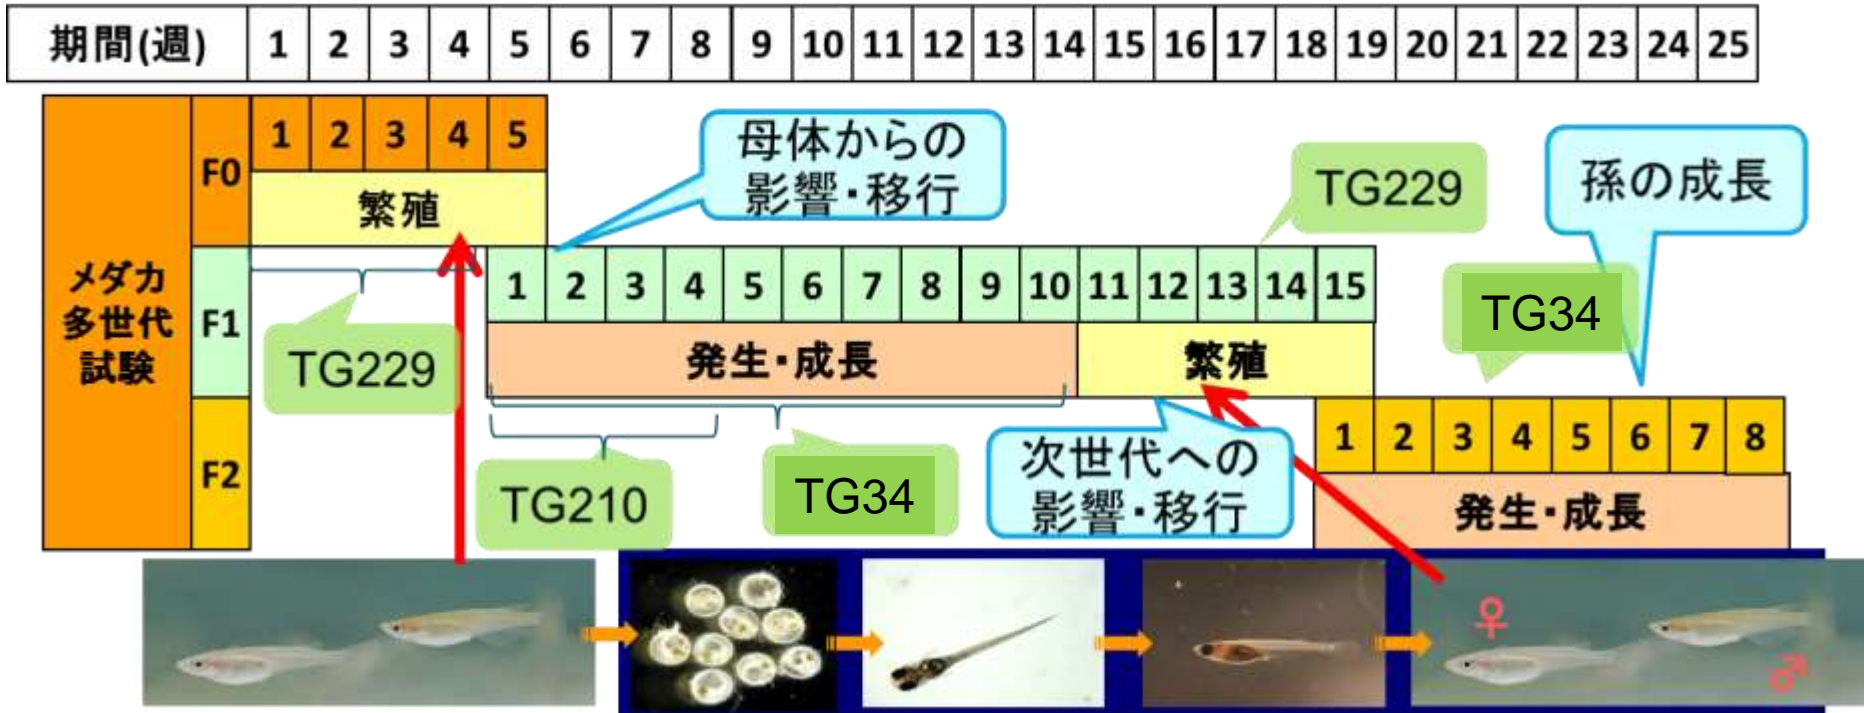 期間(週) 1 2 3 4 5 6 7 8 9 10 11 12 13 14 15 16 17 18 19 20 21 22 23 24 25
メダカ
多世代
試験
F0
1 2 3 4 5
繁殖
母体からの
影響・移行
TG229
孫の成長
F1
1 2 3 4 5 6 7 8 9 10 11 12 13 14 15
TG34
発生・成長
繁殖
TG229
F2
1 2 3 4 5 6 7 8
発生・成長
TG210
TG34
次世代への
影響・移行
♀
♂